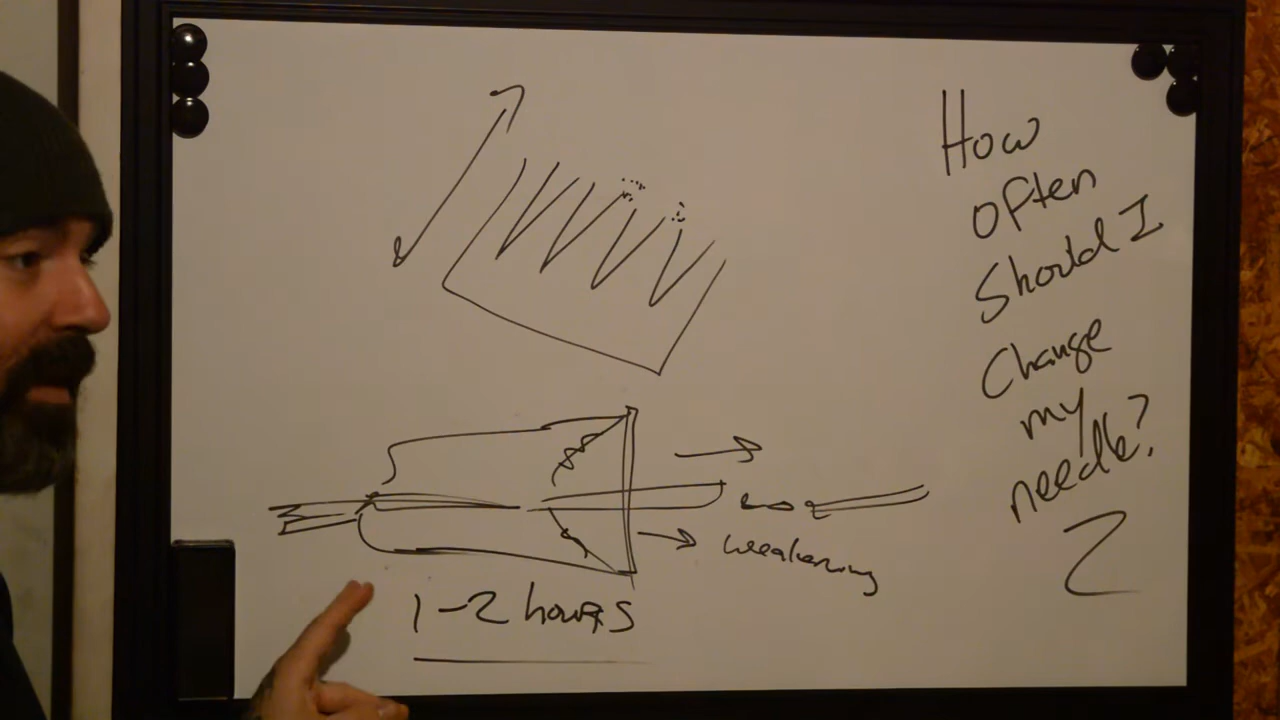 How
often
Should I
Change
my
needle?
weakening
1-2 hours